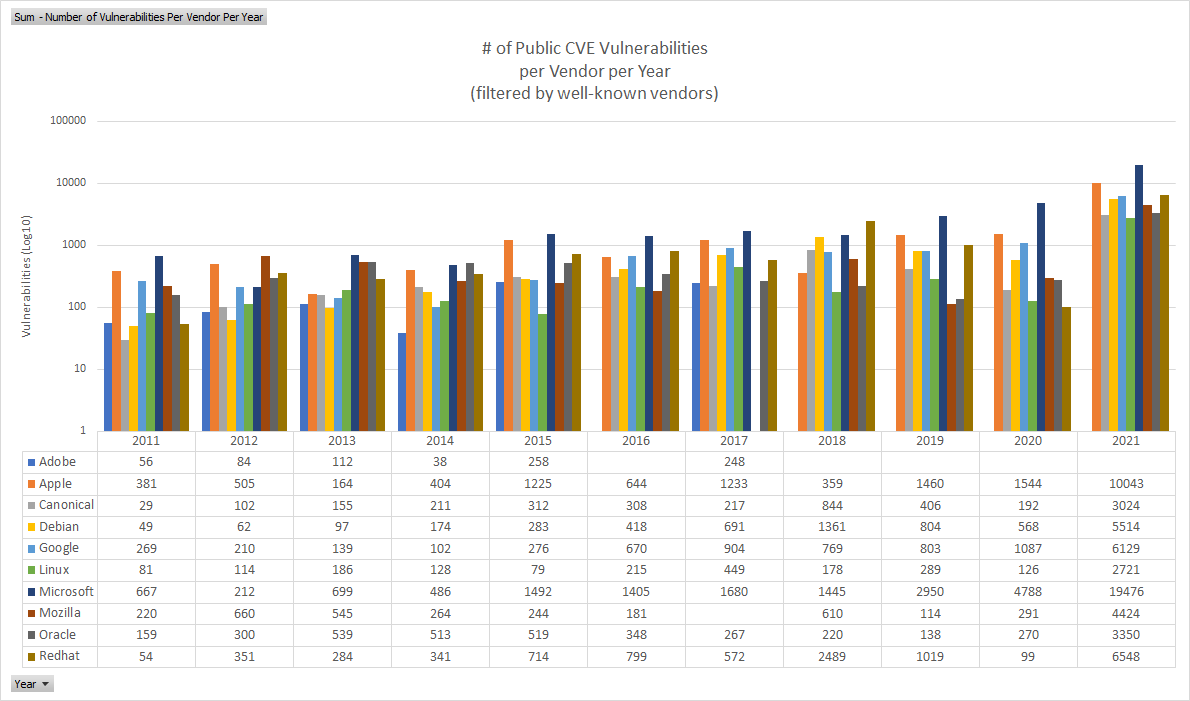 Sum - Number of Vulnerabilities Per Vendor Per Year
# of Public CVE Vulnerabilities
per Vendor per Year
(filtered by well-known vendors)
Vulnerabilities (Log10)
100000
10000
1000
100
10
1
2011 2012 2013 2014 2015 2016 2017 2018 2019 2020 2021
Adobe 56 84 112 38 258 248
Apple 381 505 164 404 1225 644 1233 359 1460 1544 10043
Canonical 29 102 155 211 312 308 217 844 406 192 3024
Debian 49 62 97 174 283 418 691 1361 804 568 5514
Google 269 210 139 102 276 670 904 769 803 1087 6129
Linux 81 114 186 128 79 215 449 178 289 126 2721
Microsoft 667 212 699 486 1492 1405 1680 1445 2950 4788 19476
Mozilla 220 660 545 264 244 181 610 114 291 4424
Oracle 159 300 539 513 519 348 267 220 138 270 3350
Redhat 54 351 284 341 714 799 572 2489 1019 99 6548
Year